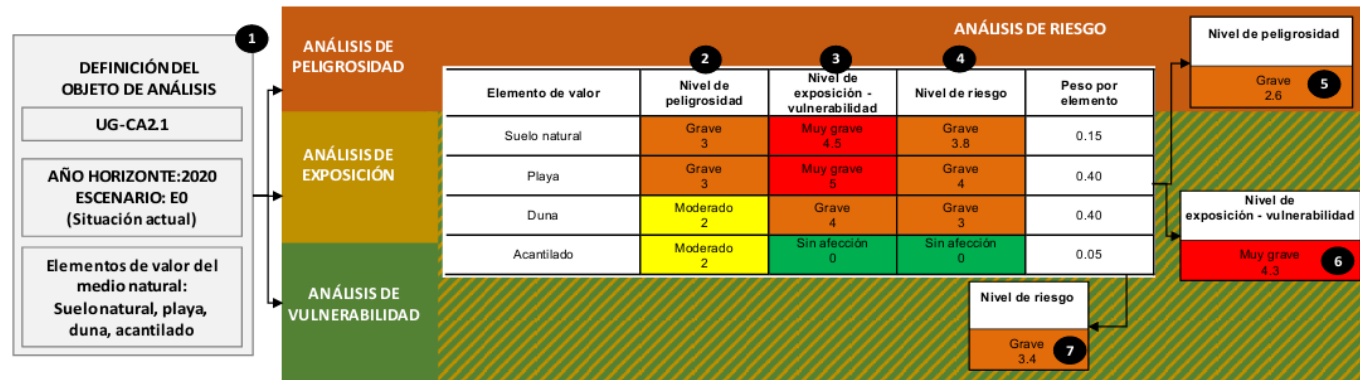 1
DEFINICIÓN DEL
OBJETO DE ANÁLISIS
UG-CA2.1
AÑO HORIZONTE:2020
ESCENARIO: E0
(Situación actual)
Elementos de valor del
medio natural:
Suelo natural, playa,
duna, acantilado
ANÁLISIS DE
PELIGROSIDAD
ANÁLISIS DE
EXPOSICIÓN
ANÁLISIS DE
VULNERABILIDAD
ANÁLISIS DE RIESGO
2 3 4
Elemento de valor
Nivel de
peligrosidad
Nivel de
exposición -
vulnerabilidad
Nivel de riesgo
Peso por
elemento
Suelo natural
Grave
3
Muy grave
4.5
Grave
3.8
0.15
Playa
Grave
3
Muy grave
5
Grave
4
0.40
Duna
Moderado
2
Grave
4
Grave
3
0.40
Acantilado
Moderado
2
Sin afección
0
Sin afección
0
0.05
Nivel de peligrosidad
Grave
2.6
5
Nivel de
exposición - vulnerabilidad
Muy grave
4.3
6
Nivel de riesgo
Grave
3.4
7